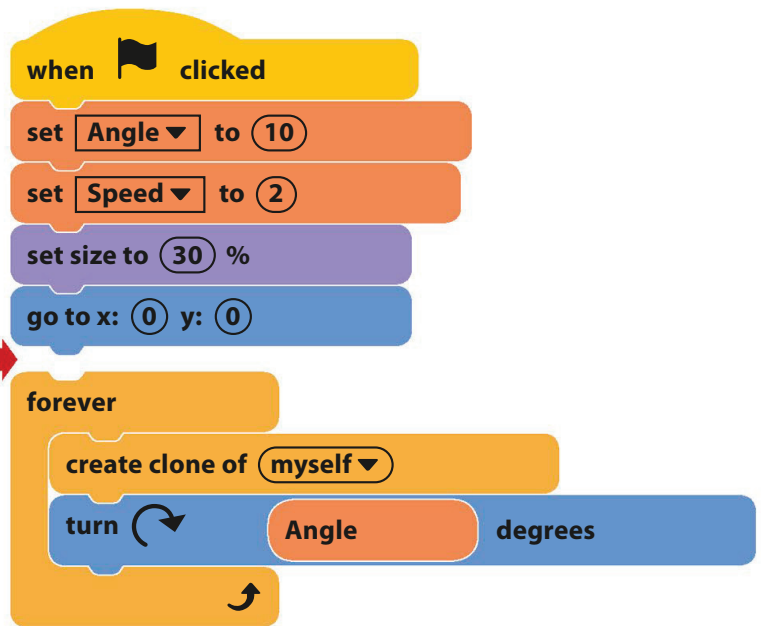 when clicked
set Angle to 10
set Speed to 2
set size to 30 %
go to x: 0 y: 0
forever
create clone of myself
turn Angle degrees